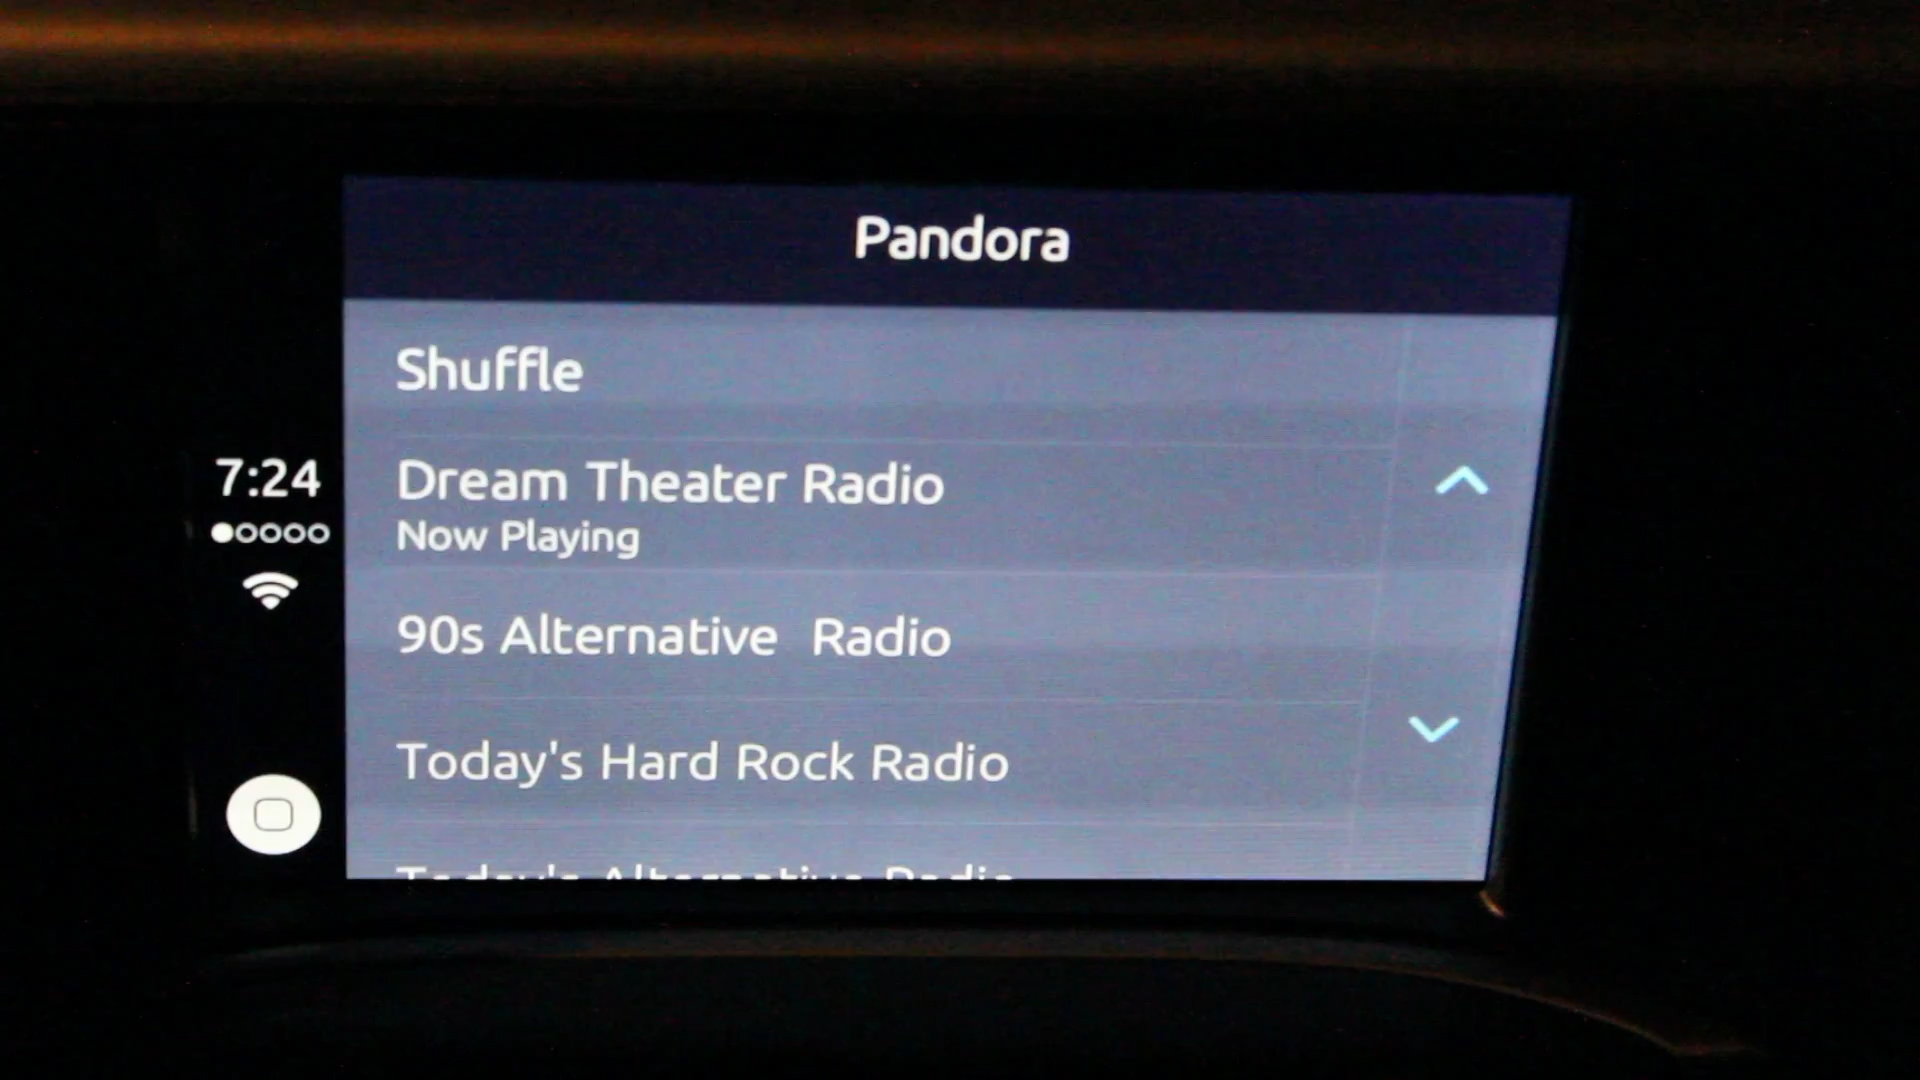 Pandora
Shuffle
7:24
Dream Theater Radio
Now Playing
90s Alternative Radio
Today's Hard Rock Radio
Today's Alternative Radio